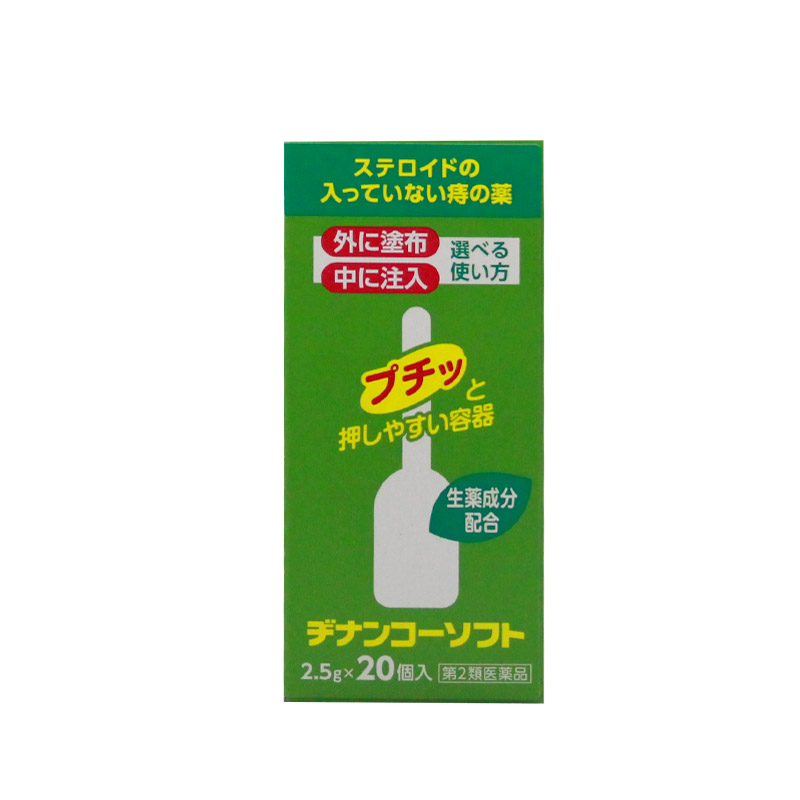 ステロイドの
入っていない痔の薬
外に塗布
中に注入
選べる
使い方
プチッと
押しやすい容器
生薬成分
配合
ヂナンコーソフト
2.5g×20個入 第2類医薬品